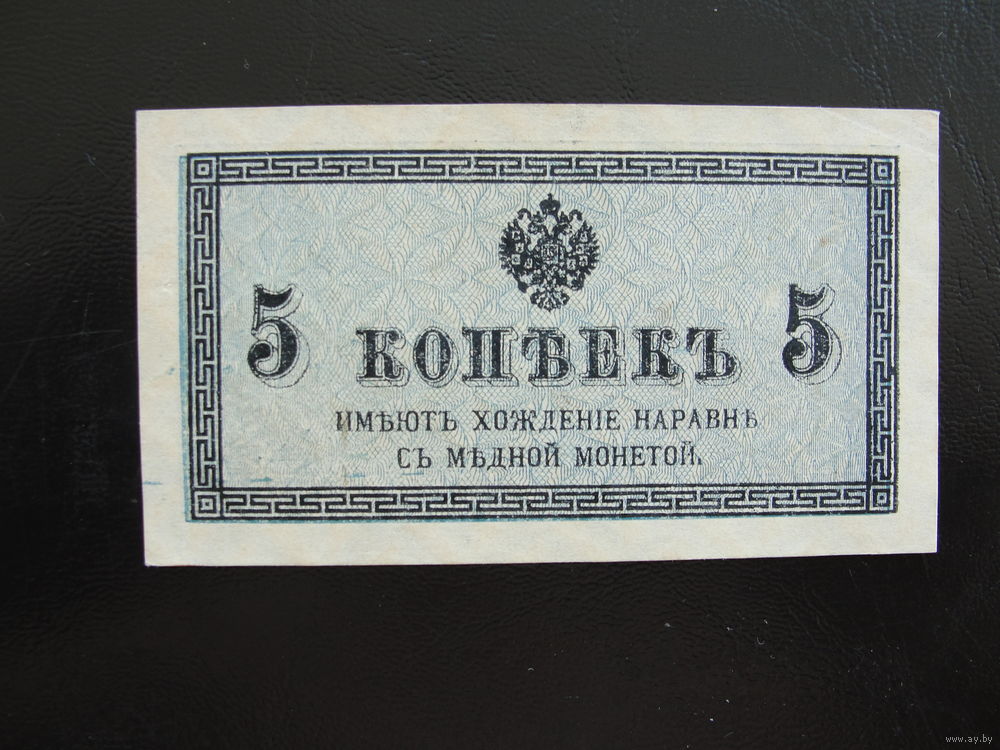 5 КОПѢЕКЪ 5
ИМѢЮТЪ ХОЖДЕНІЕ НАРАВНѢ
СЪ МѢДНОЙ МОНЕТОЙ.
www.ay.by